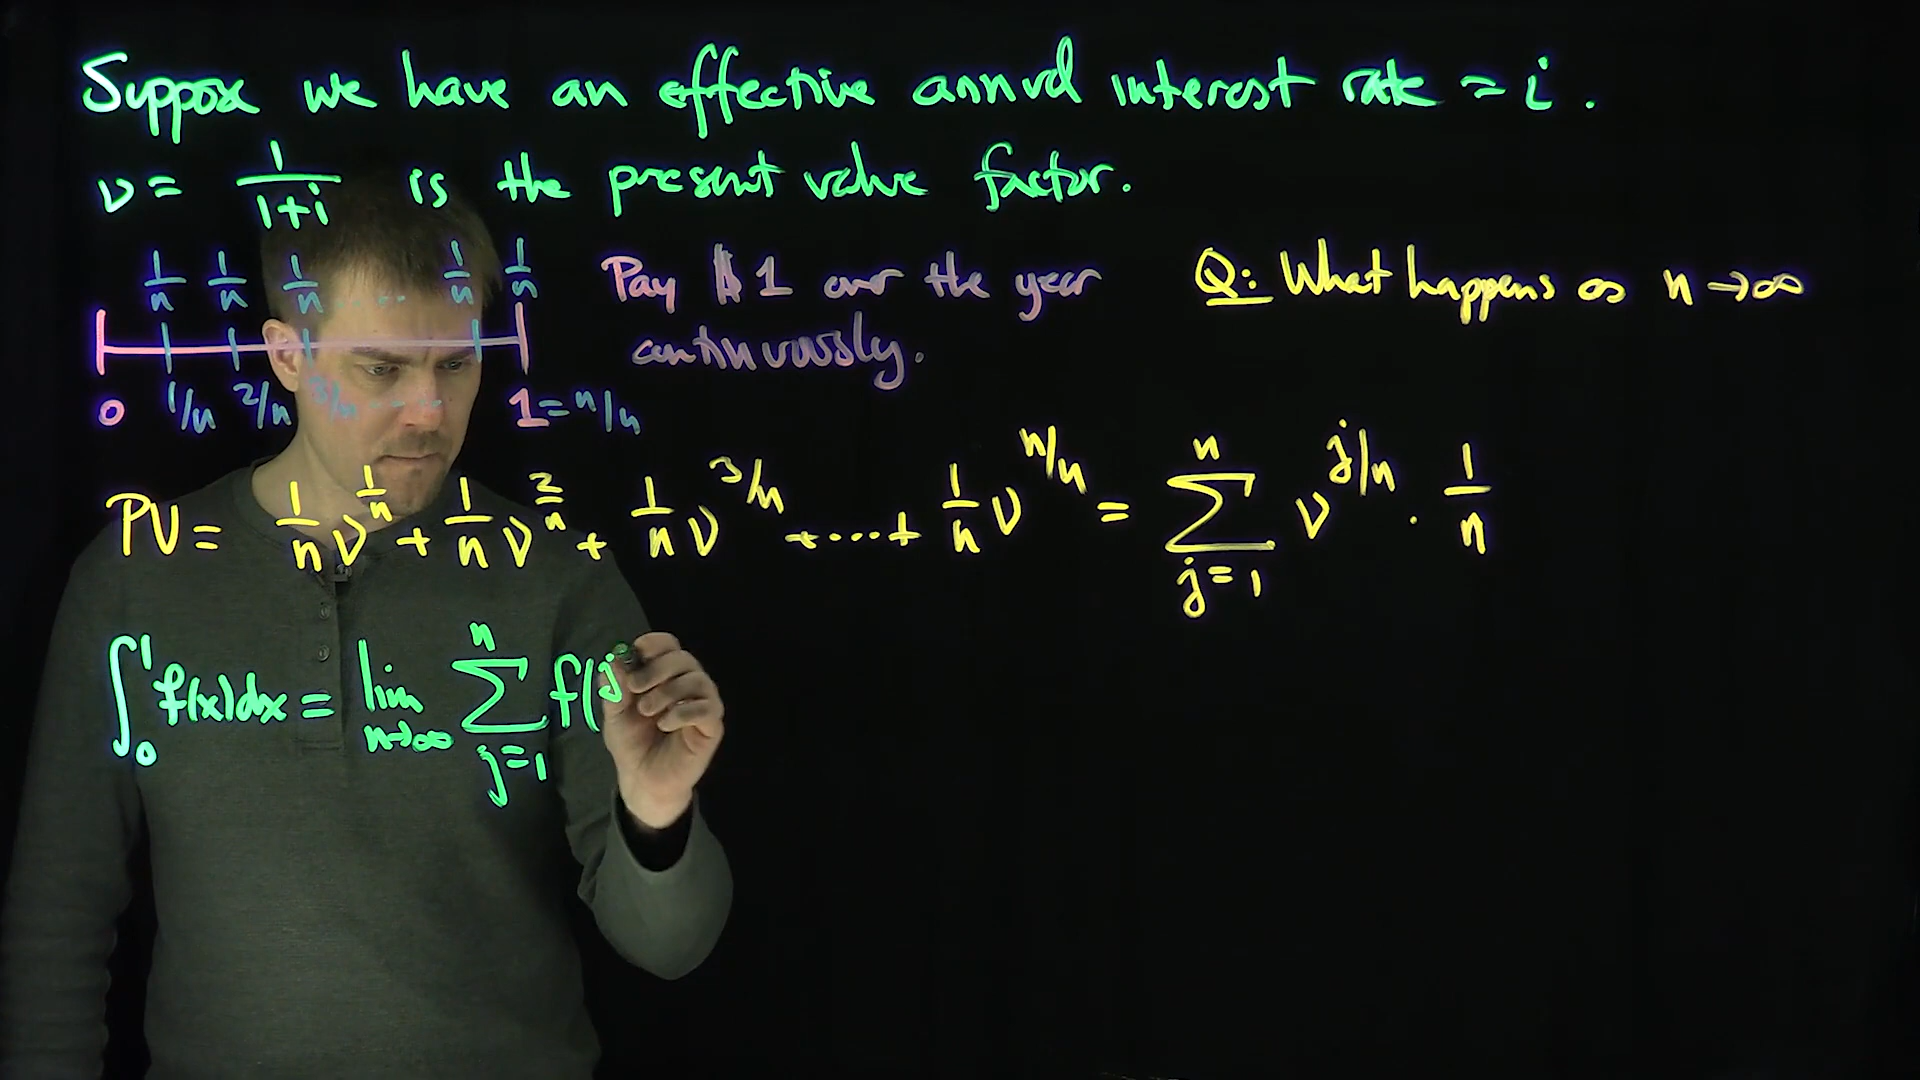 Suppose we have an effective annual interest rate = i.
v = 1/(1+i) is the present value factor.
1/n 1/n 1/n ..... 1/n 1/n
Pay $1 over the year
continuously.
Q: What happens as n→∞
0 1/n 2/n 3/n ..... 1=n/n
PV = 1/n v^(1/n) + 1/n v^(2/n) + 1/n v^(3/n) +....+ 1/n v^(n/n) = ∑_{j=1}^{n} v^(j/n) · 1/n
∫_0^1 f(x)dx = lim_{n→∞} ∑_{j=1}^{n} f(j